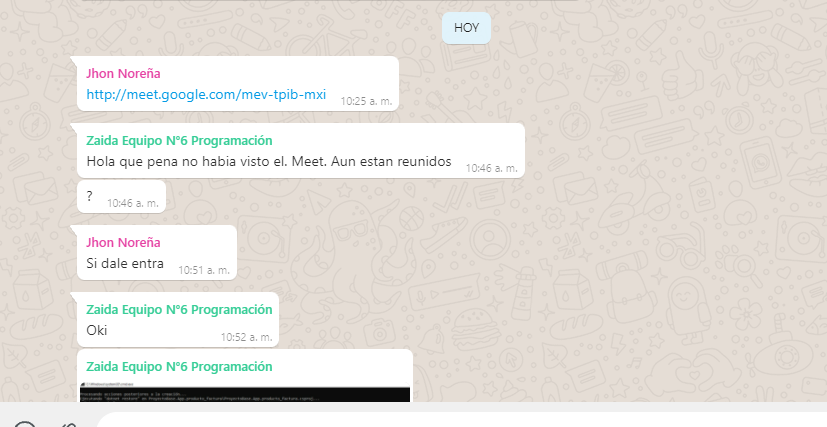 HOY
Jhon Noreña
http://meet.google.com/mev-tpib-mxi 10:25 a. m.
Zaida Equipo N°6 Programación
Hola que pena no habia visto el. Meet. Aun estan reunidos 10:46 a. m.
? 10:46 a. m.
Jhon Noreña
Si dale entra 10:51 a. m.
Zaida Equipo N°6 Programación
Oki 10:52 a. m.
Zaida Equipo N°6 Programación